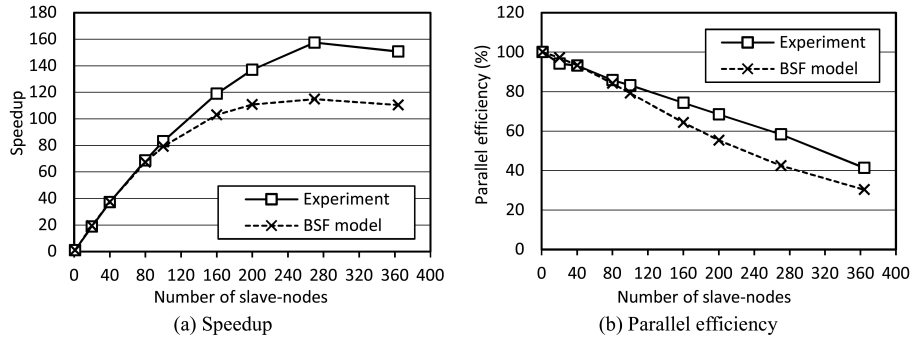 180
160
140
120
100
80
60
40
20
0
Speedup
Experiment
BSF model
0 40 80 120 160 200 240 280 320 360 400
Number of slave-nodes
(a) Speedup
120
100
80
60
40
20
0
Parallel efficiency (%)
Experiment
BSF model
0 40 80 120 160 200 240 280 320 360 400
Number of slave-nodes
(b) Parallel efficiency